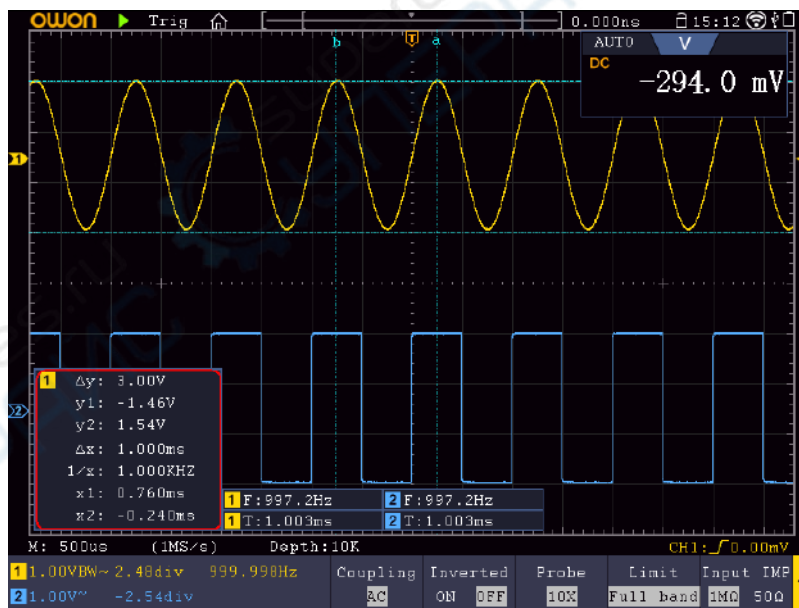 OWON Trig 0.000ns 15:12
b T a
AUTO V
DC
-294.0 mV
1
2
1 Δy: 3.00V
y1: -1.46V
y2: 1.54V
Δx: 1.000ms
1/x: 1.000KHZ
x1: 0.760ms
x2: -0.240ms
1 F:997.2Hz 2 F:997.2Hz
1 T:1.003ms 2 T:1.003ms
M: 500us (1MS/s) Depth:10K CH1: 0.00mV
1 1.00VBW~ 2.48div 999.998Hz
2 1.00V~ -2.54div
Coupling Inverted Probe Limit Input IMP
AC ON OFF 10X Full band 1MΩ 50Ω